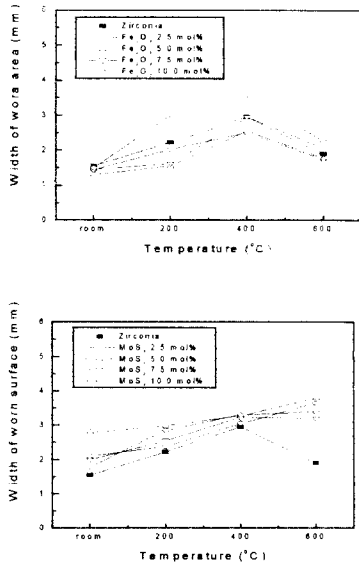 6
Zirconia
Fe₂O₃ 2.5 mol%
5
Fe₂O₃ 5.0 mol%
Fe₂O₃ 7.5 mol%
4
Fe₂O₃ 10.0 mol%
3
2
1
0
Width of wora area (mm)
room 200 400 600
Temperature (°C)
6
Zirconia
MoS₂ 2.5 mol%
5
MoS₂ 5.0 mol%
MoS₂ 7.5 mol%
4
MoS₂ 10.0 mol%
3
2
1
0
Width of worn surface (mm)
room 200 400 600
Temperature (°C)